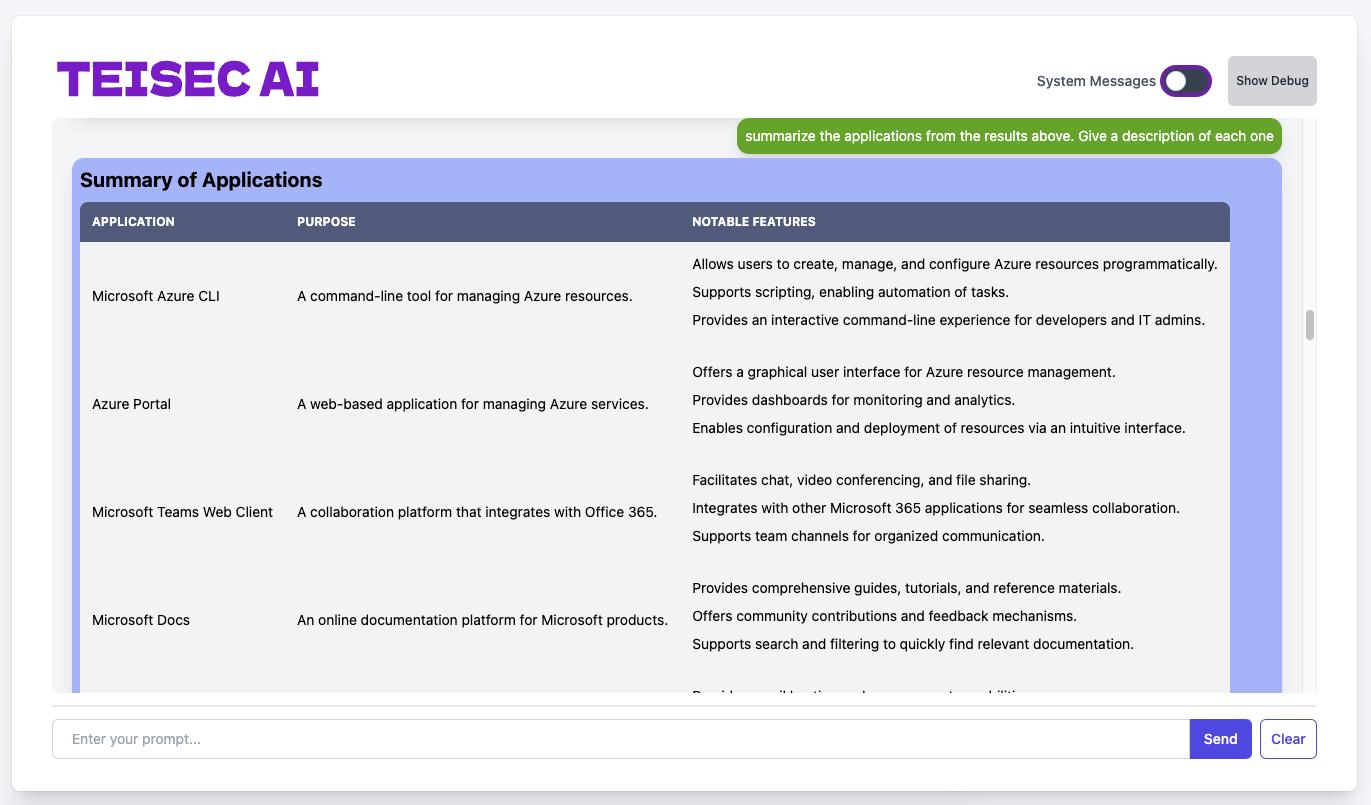 TEISEC AI
System Messages
Show Debug
summarize the applications from the results above. Give a description of each one
Summary of Applications
APPLICATION PURPOSE NOTABLE FEATURES
Allows users to create, manage, and configure Azure resources programmatically.
Microsoft Azure CLI A command-line tool for managing Azure resources. Supports scripting, enabling automation of tasks.
Provides an interactive command-line experience for developers and IT admins.
Offers a graphical user interface for Azure resource management.
Azure Portal A web-based application for managing Azure services. Provides dashboards for monitoring and analytics.
Enables configuration and deployment of resources via an intuitive interface.
Facilitates chat, video conferencing, and file sharing.
Microsoft Teams Web Client A collaboration platform that integrates with Office 365. Integrates with other Microsoft 365 applications for seamless collaboration.
Supports team channels for organized communication.
Provides comprehensive guides, tutorials, and reference materials.
Microsoft Docs An online documentation platform for Microsoft products. Offers community contributions and feedback mechanisms.
Supports search and filtering to quickly find relevant documentation.
Enter your prompt...
Send
Clear